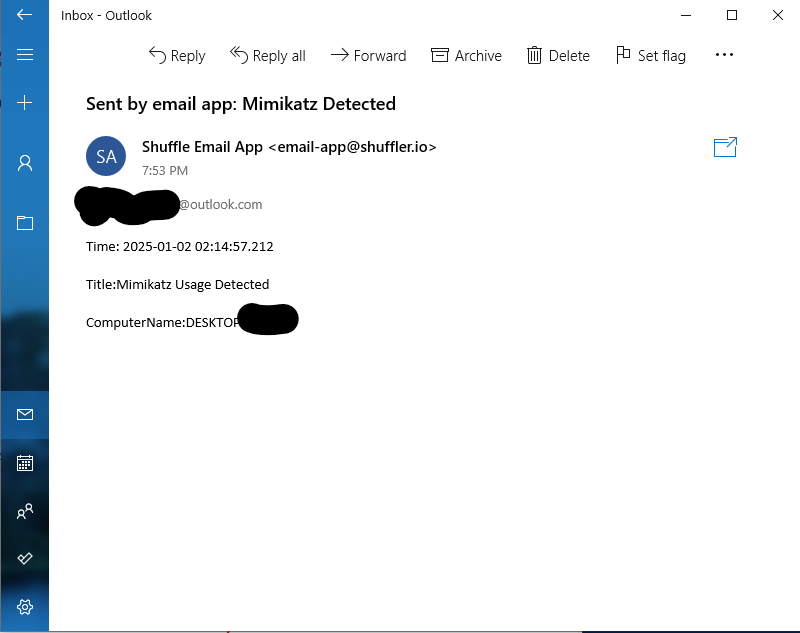 Inbox - Outlook
Reply Reply all Forward Archive Delete Set flag
Sent by email app: Mimikatz Detected
SA
Shuffle Email App <email-app@shuffler.io>
7:53 PM
@outlook.com
Time: 2025-01-02 02:14:57.212
Title:Mimikatz Usage Detected
ComputerName:DESKTOP